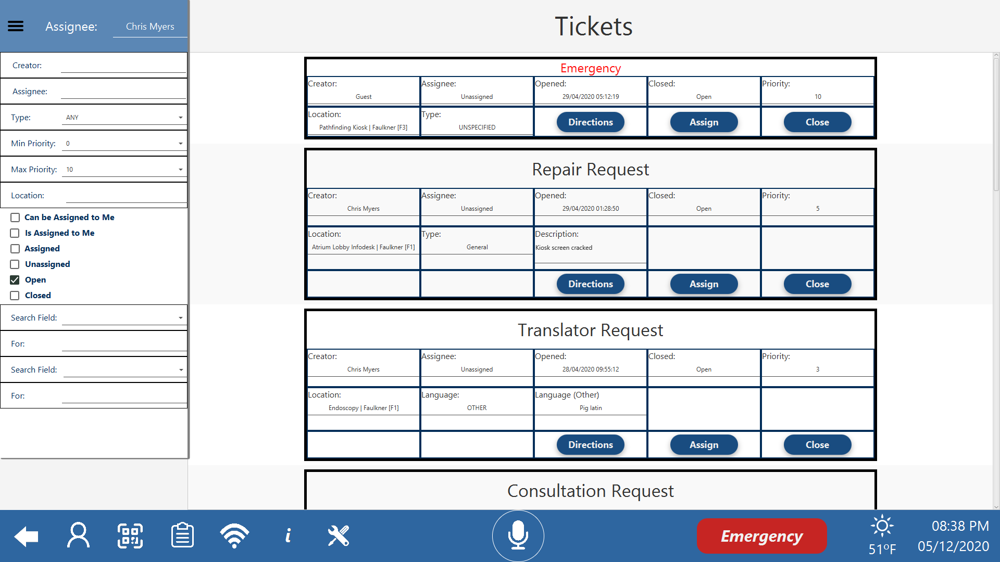 Assignee: Chris Myers
Tickets
Creator:
Assignee:
Type: ANY
Min Priority: 0
Max Priority: 10
Location:
Can be Assigned to Me
Is Assigned to Me
Assigned
Unassigned
Open
Closed
Search Field:
For:
Search Field:
For:
Emergency
Creator: Assignee: Opened: Closed: Priority:
Guest Unassigned 29/04/2020 05:12:19 Open 10
Location: Type:
Pathfinding Kiosk | Faulkner [F3] UNSPECIFIED Directions Assign Close
Repair Request
Creator: Assignee: Opened: Closed: Priority:
Chris Myers Unassigned 29/04/2020 01:28:50 Open 5
Location: Type: Description:
Atrium Lobby Infodesk | Faulkner [F1] General Kiosk screen cracked
Directions Assign Close
Translator Request
Creator: Assignee: Opened: Closed: Priority:
Chris Myers Unassigned 28/04/2020 09:55:12 Open 3
Location: Language: Language (Other)
Endoscopy | Faulkner [F1] OTHER Pig latin
Directions Assign Close
Consultation Request
i
Emergency
51°F
08:38 PM
05/12/2020